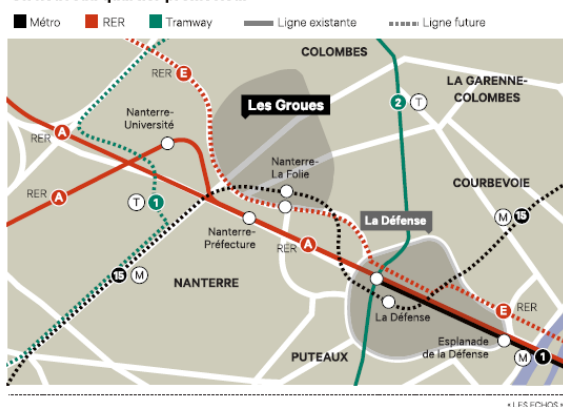 Métro
RER
Tramway
Ligne existante
Ligne future
COLOMBES
RER E
LA GARENNE-
COLOMBES
Les Groues
2 T
Nanterre-
Université
RER A
Nanterre-
La Folie
COURBEVOIE
RER A
T 1
La Défense
M 15
Nanterre-
Préfecture
RER A
15 M
NANTERRE
E RER
La Défense
Esplanade
de la Défense
PUTEAUX
M 1
• LES ECHOS •